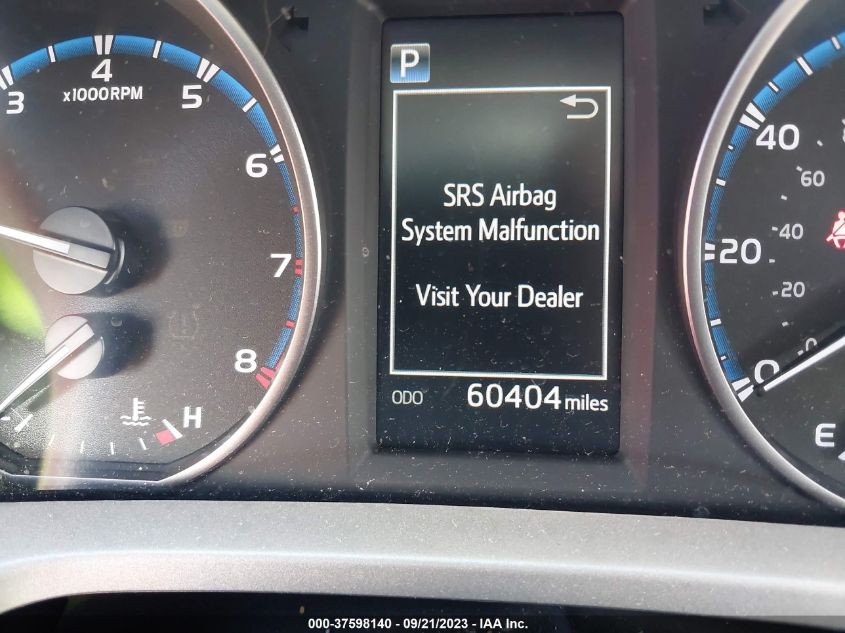 P
4
x1000RPM
3
5
6
7
8
H
SRS Airbag
System Malfunction
Visit Your Dealer
ODO 60404 miles
40
60
20
40
20
0
0
E
000-37598140 - 09/21/2023 - IAA Inc.